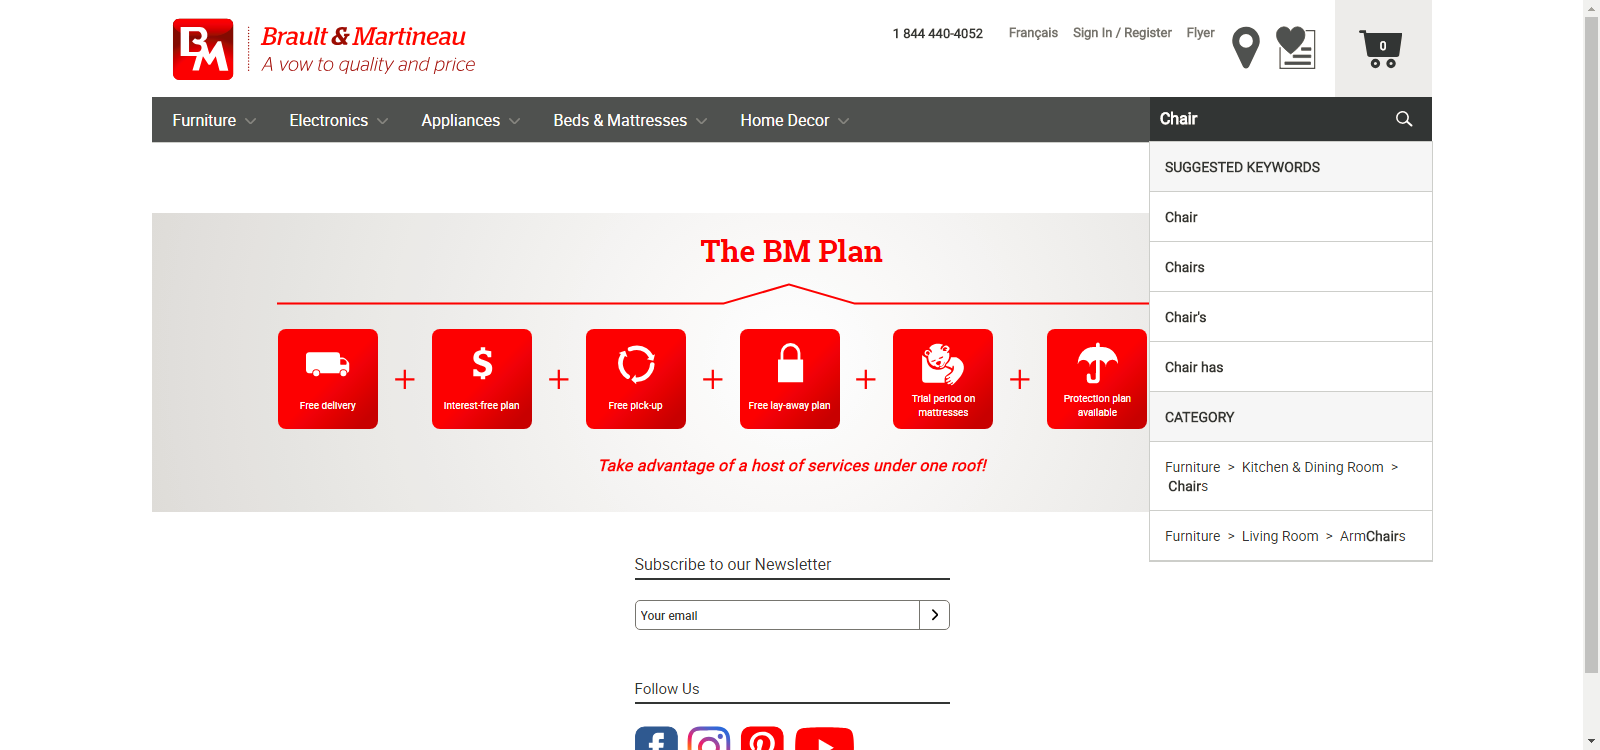 BM
Brault & Martineau
A vow to quality and price
1 844 440-4052 Français Sign In / Register Flyer
0
Furniture Electronics Appliances Beds & Mattresses Home Decor
Chair
SUGGESTED KEYWORDS
Chair
Chairs
Chair's
Chair has
CATEGORY
Furniture > Kitchen & Dining Room >
Chairs
Furniture > Living Room > ArmChairs
The BM Plan
Free delivery
+
$
Interest-free plan
+
Free pick-up
+
Free lay-away plan
+
Trial period on
mattresses
+
Protection plan
available
Take advantage of a host of services under one roof!
Subscribe to our Newsletter
Your email
Follow Us